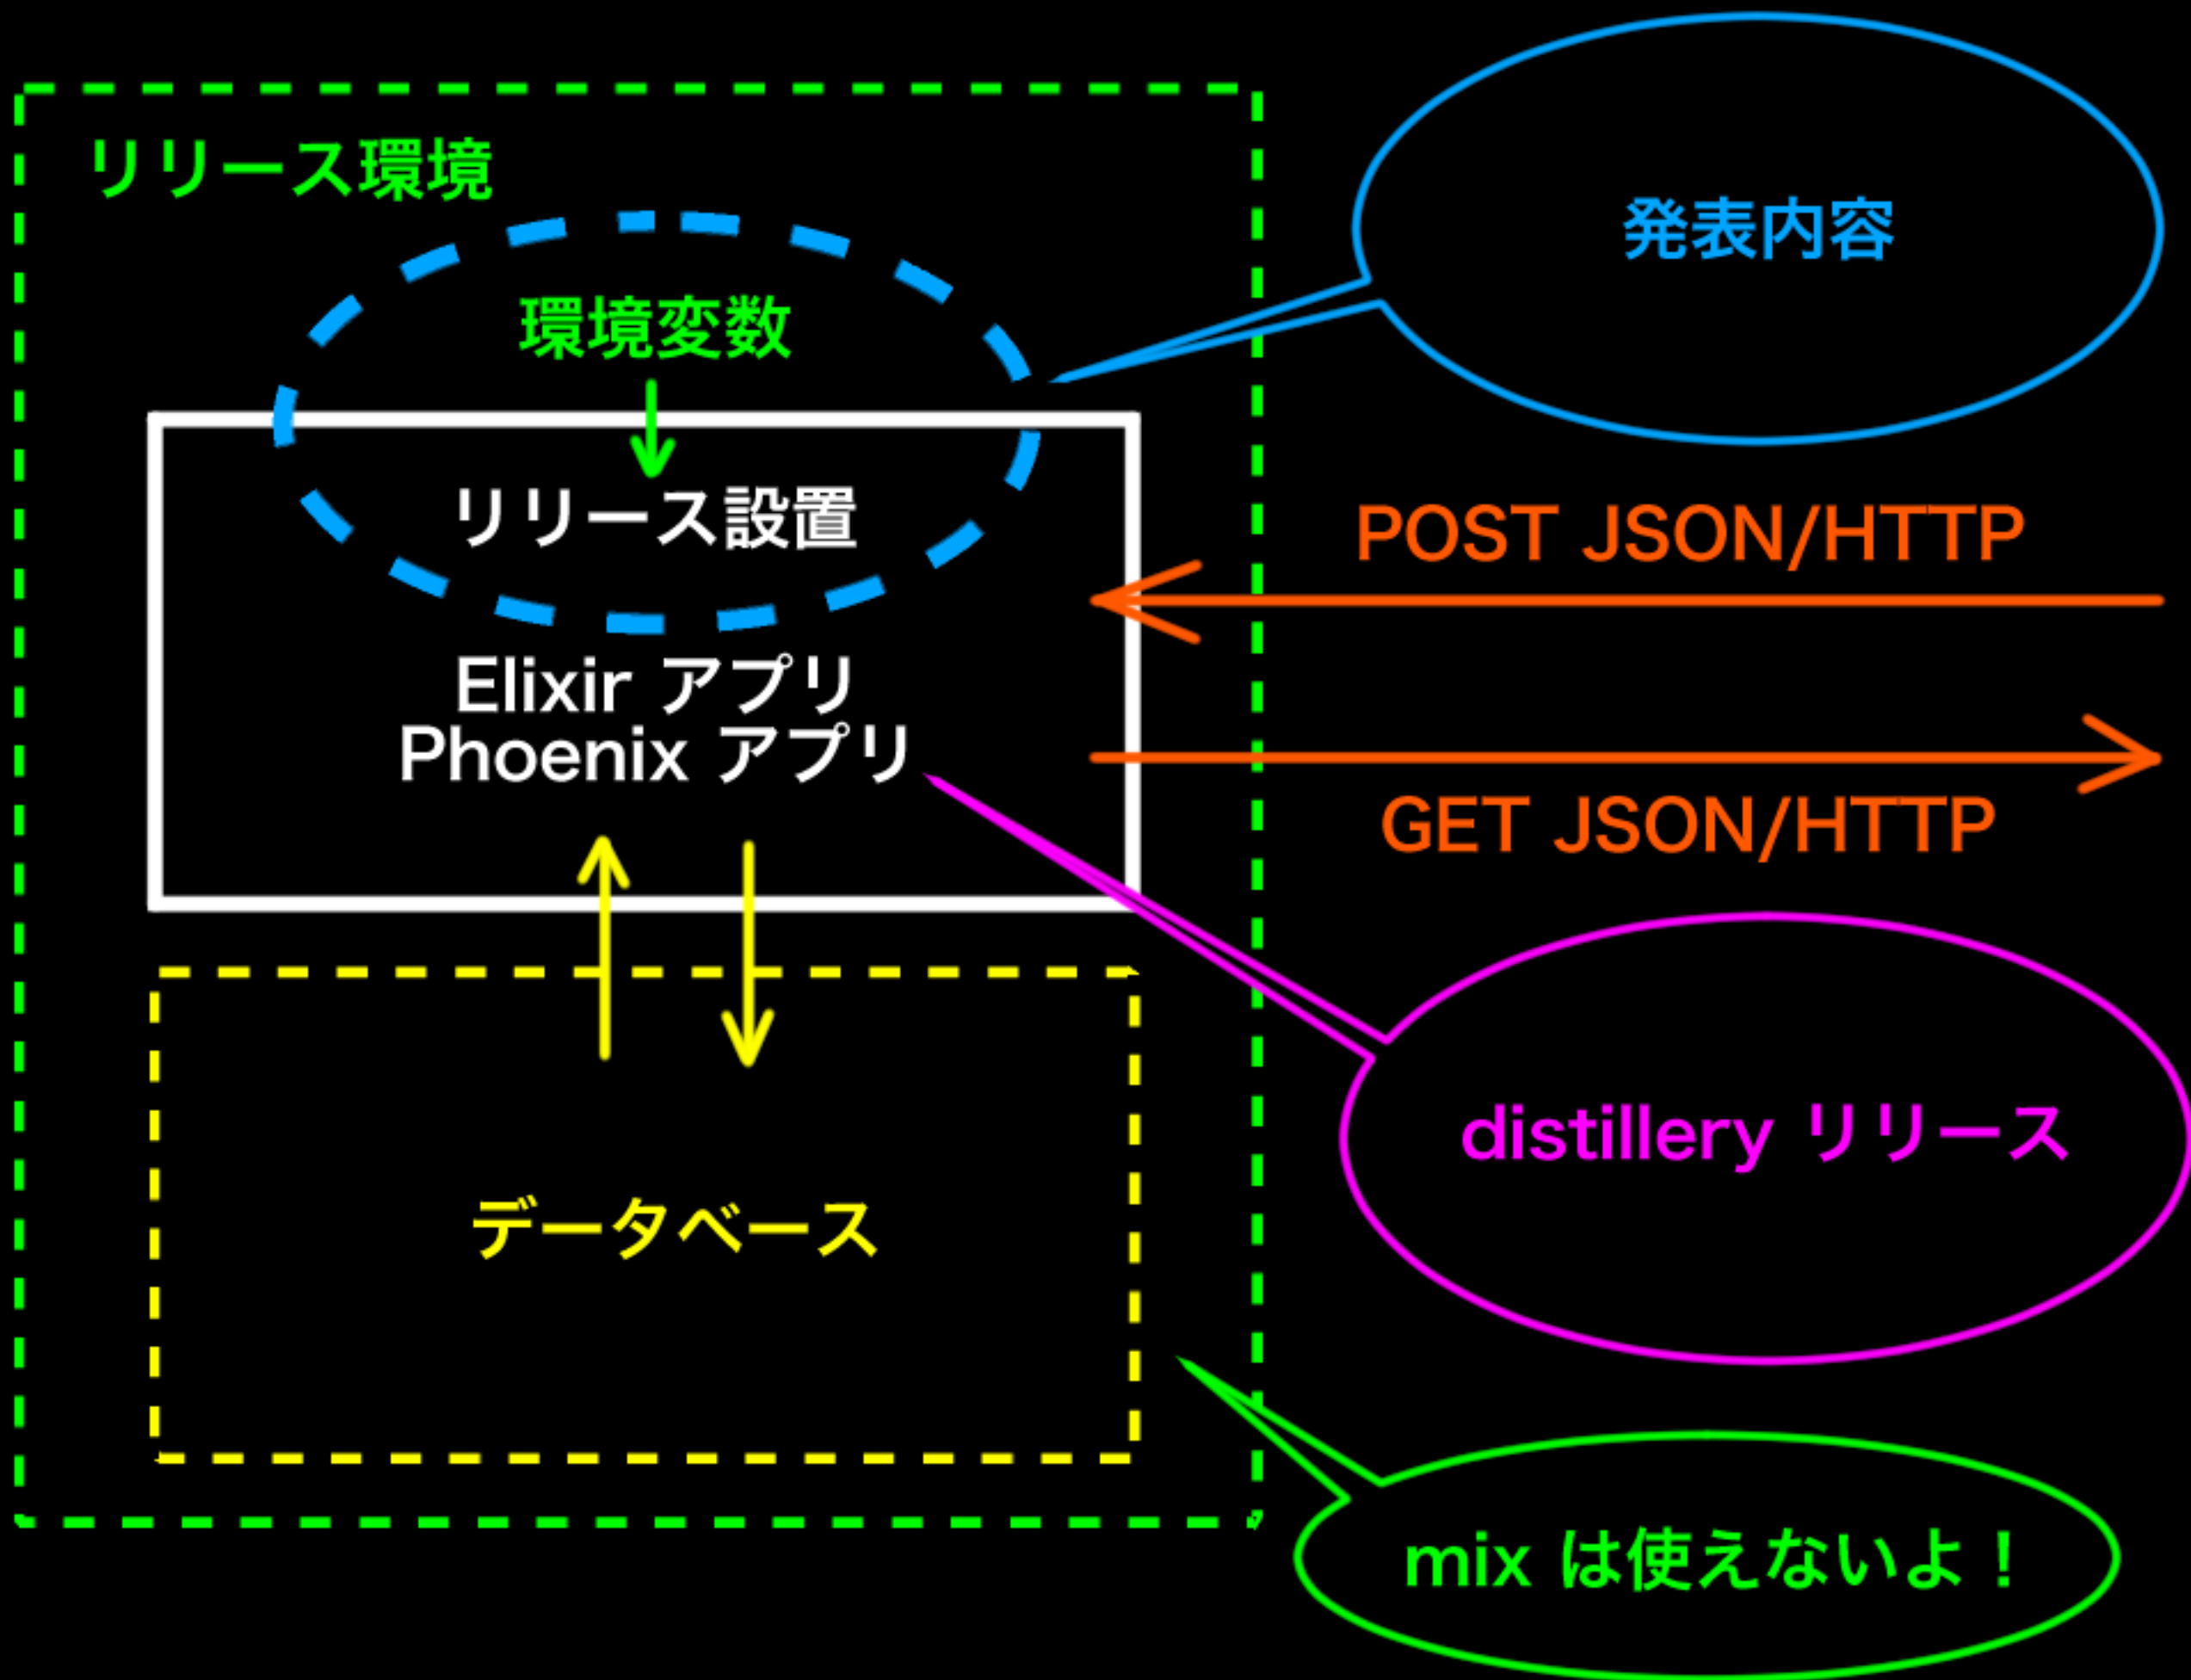 リリース環境
環境変数
リリース設置
Elixir アプリ
Phoenix アプリ
データベース
発表内容
POST JSON/HTTP
GET JSON/HTTP
distillery リリース
mix は使えないよ！